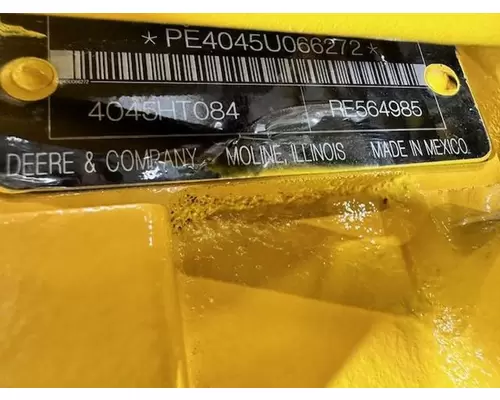 *PE4045U066272*
4045HT084 RE564985
DEERE & COMPANY MOLINE, ILLINOIS MADE IN MEXICO.